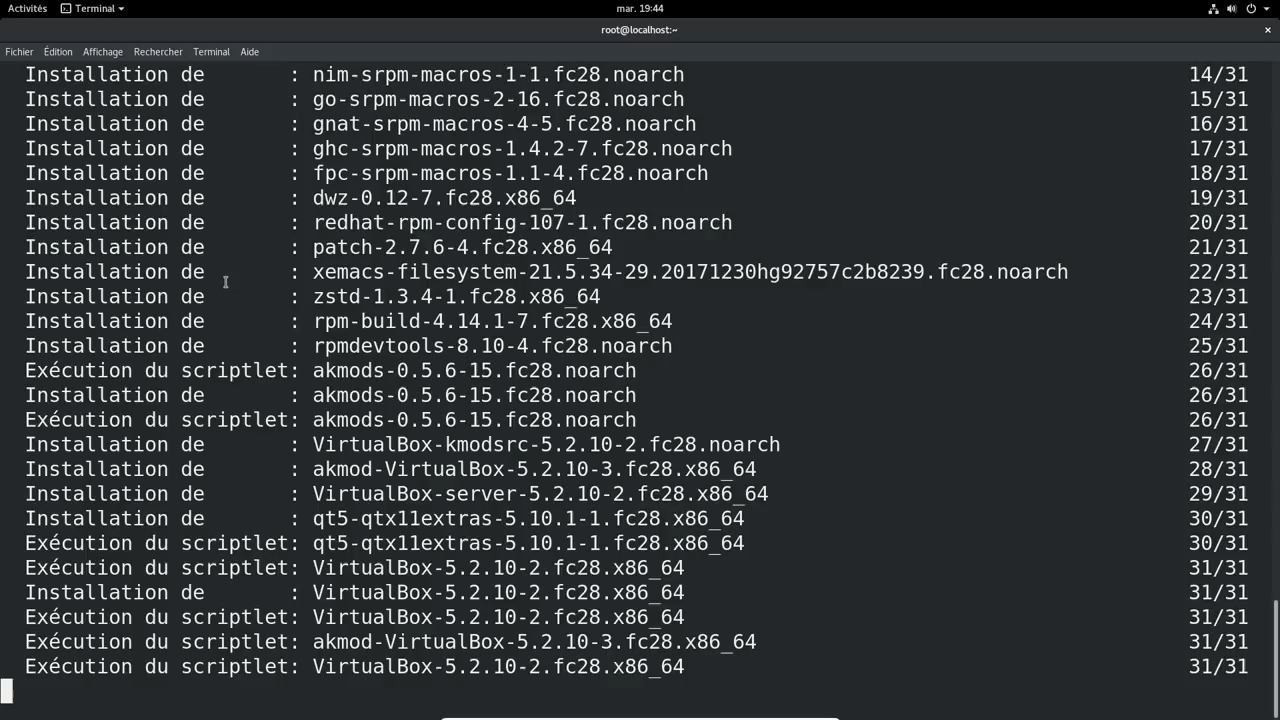 Activités Terminal mar. 19:44
root@localhost:~ ×
Fichier Édition Affichage Rechercher Terminal Aide
Installation de : nim-srpm-macros-1-1.fc28.noarch 14/31
Installation de : go-srpm-macros-2-16.fc28.noarch 15/31
Installation de : gnat-srpm-macros-4-5.fc28.noarch 16/31
Installation de : ghc-srpm-macros-1.4.2-7.fc28.noarch 17/31
Installation de : fpc-srpm-macros-1.1-4.fc28.noarch 18/31
Installation de : dwz-0.12-7.fc28.x86_64 19/31
Installation de : redhat-rpm-config-107-1.fc28.noarch 20/31
Installation de : patch-2.7.6-4.fc28.x86_64 21/31
Installation de : xemacs-filesystem-21.5.34-29.20171230hg92757c2b8239.fc28.noarch 22/31
Installation de : zstd-1.3.4-1.fc28.x86_64 23/31
Installation de : rpm-build-4.14.1-7.fc28.x86_64 24/31
Installation de : rpmdevtools-8.10-4.fc28.noarch 25/31
Exécution du scriptlet: akmods-0.5.6-15.fc28.noarch 26/31
Installation de : akmods-0.5.6-15.fc28.noarch 26/31
Exécution du scriptlet: akmods-0.5.6-15.fc28.noarch 26/31
Installation de : VirtualBox-kmodsrc-5.2.10-2.fc28.noarch 27/31
Installation de : akmod-VirtualBox-5.2.10-3.fc28.x86_64 28/31
Installation de : VirtualBox-server-5.2.10-2.fc28.x86_64 29/31
Installation de : qt5-qtx11extras-5.10.1-1.fc28.x86_64 30/31
Exécution du scriptlet: qt5-qtx11extras-5.10.1-1.fc28.x86_64 30/31
Exécution du scriptlet: VirtualBox-5.2.10-2.fc28.x86_64 31/31
Installation de : VirtualBox-5.2.10-2.fc28.x86_64 31/31
Exécution du scriptlet: VirtualBox-5.2.10-2.fc28.x86_64 31/31
Exécution du scriptlet: akmod-VirtualBox-5.2.10-3.fc28.x86_64 31/31
Exécution du scriptlet: VirtualBox-5.2.10-2.fc28.x86_64 31/31